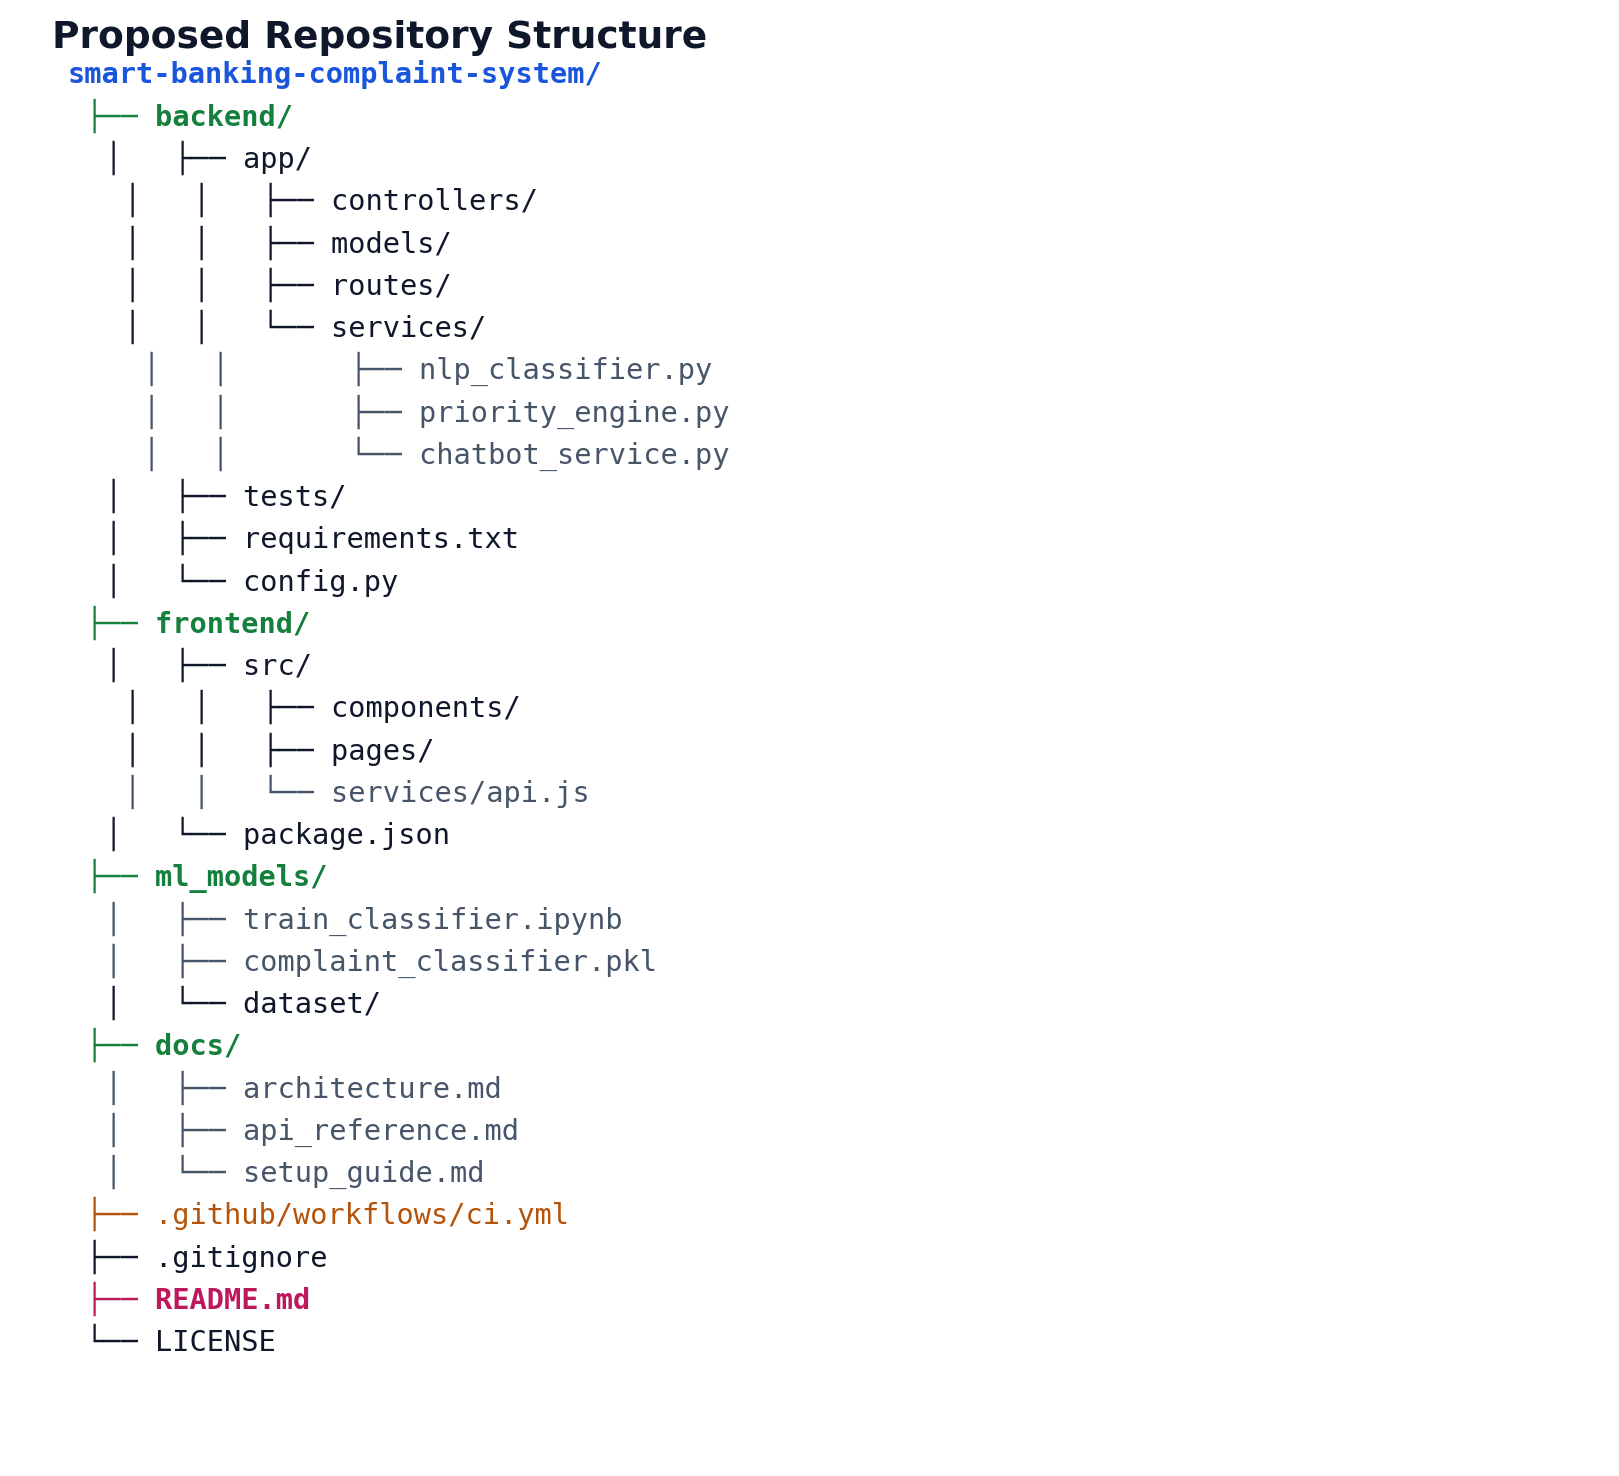 Proposed Repository Structure
smart-banking-complaint-system/
├── backend/
│   ├── app/
│   │   ├── controllers/
│   │   ├── models/
│   │   ├── routes/
│   │   └── services/
│   │       ├── nlp_classifier.py
│   │       ├── priority_engine.py
│   │       └── chatbot_service.py
│   ├── tests/
│   ├── requirements.txt
│   └── config.py
├── frontend/
│   ├── src/
│   │   ├── components/
│   │   ├── pages/
│   │   └── services/api.js
│   └── package.json
├── ml_models/
│   ├── train_classifier.ipynb
│   ├── complaint_classifier.pkl
│   └── dataset/
├── docs/
│   ├── architecture.md
│   ├── api_reference.md
│   └── setup_guide.md
├── .github/workflows/ci.yml
├── .gitignore
├── README.md
└── LICENSE